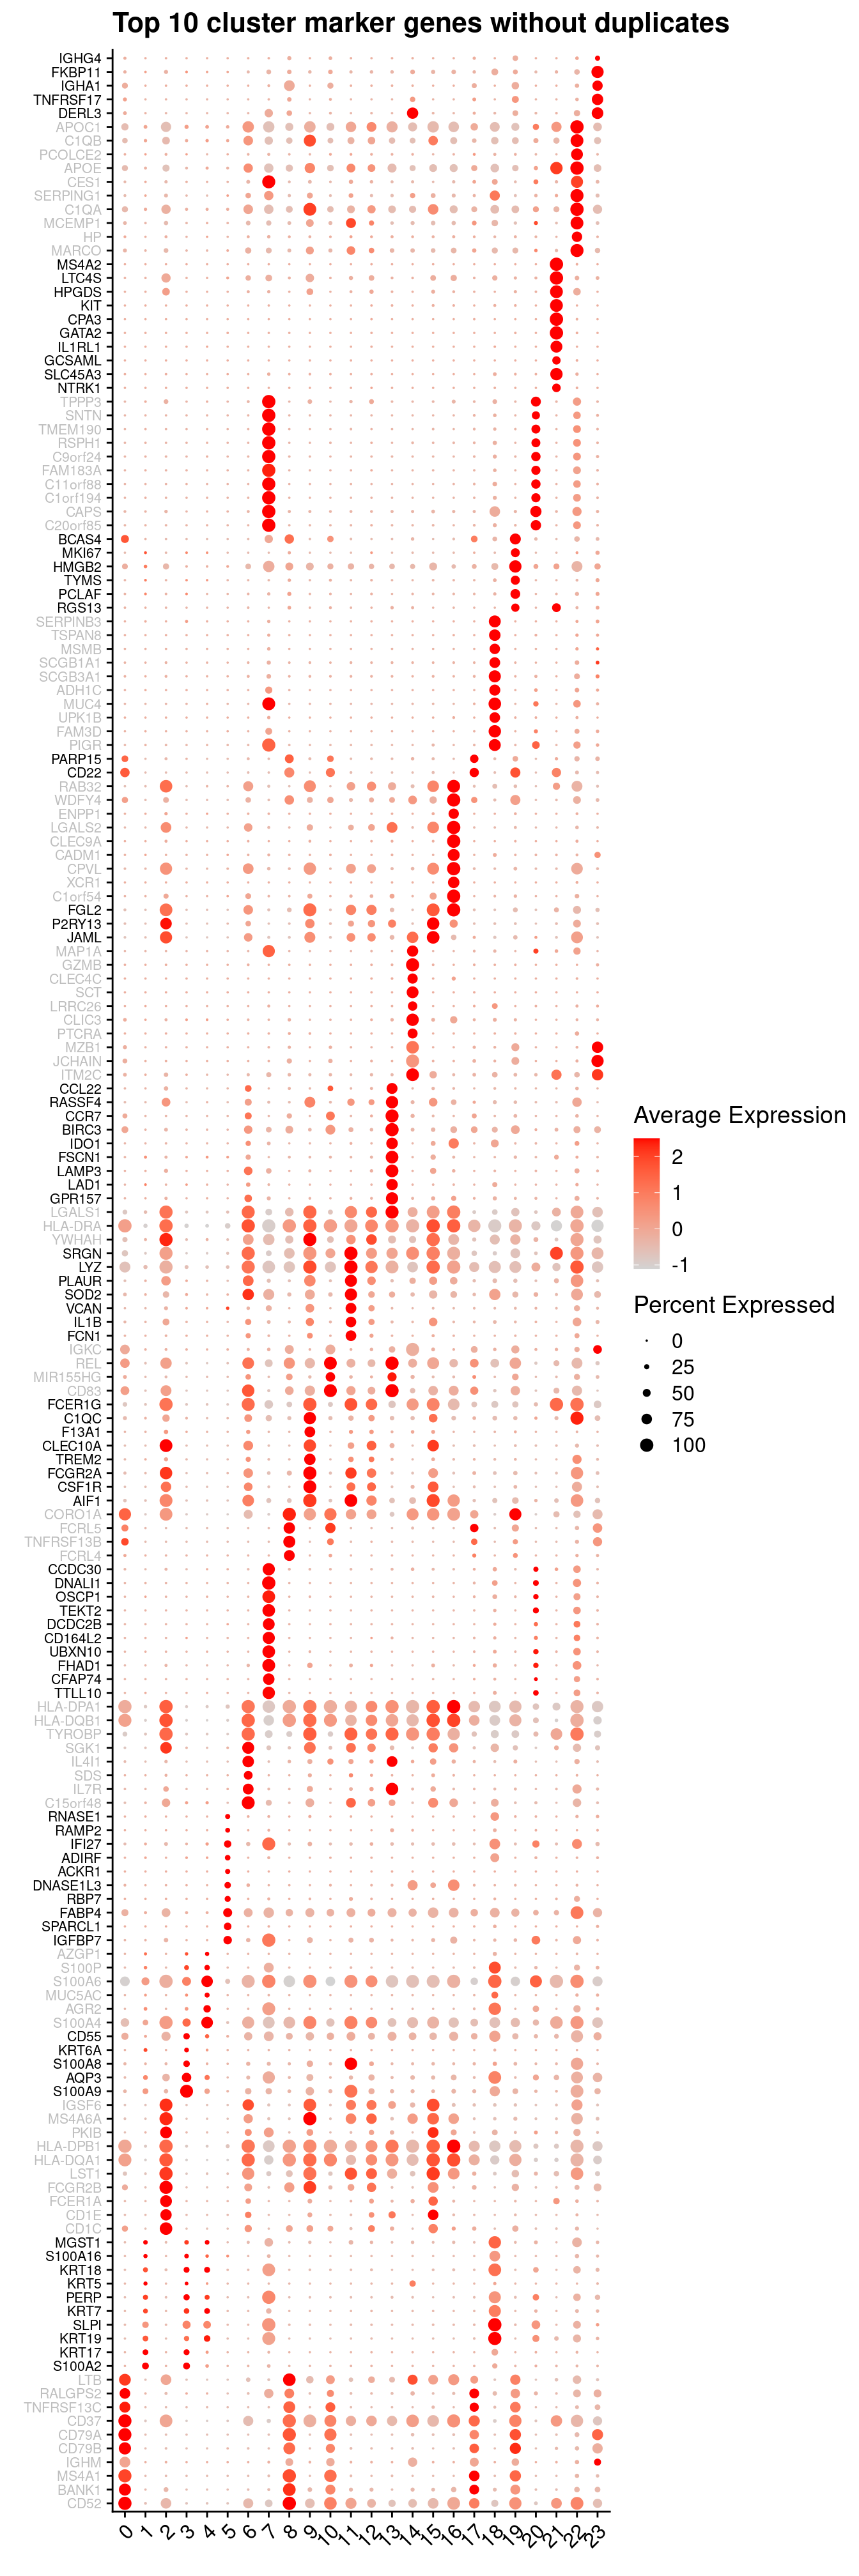 Top 10 cluster marker genes without duplicates
IGHG4
FKBP11
IGHA1
TNFRSF17
DERL3
APOC1
C1QB
PCOLCE2
APOE
CES1
SERPING1
C1QA
MCEMP1
HP
MARCO
MS4A2
LTC4S
HPGDS
KIT
CPA3
GATA2
IL1RL1
GCSAML
SLC45A3
NTRK1
TPPP3
SNTN
TMEM190
RSPH1
C9orf24
FAM183A
C11orf88
C1orf194
CAPS
C20orf85
BCAS4
MKI67
HMGB2
TYMS
PCLAF
RGS13
SERPINB3
TSPAN8
MSMB
SCGB1A1
SCGB3A1
ADH1C
MUC4
UPK1B
FAM3D
PIGR
PARP15
CD22
RAB32
WDFY4
ENPP1
LGALS2
CLEC9A
CADM1
CPVL
XCR1
C1orf54
FGL2
P2RY13
JAML
MAP1A
GZMB
CLEC4C
SCT
LRRC26
CLIC3
PTCRA
MZB1
JCHAIN
ITM2C
CCL22
RASSF4
CCR7
BIRC3
IDO1
FSCN1
LAMP3
LAD1
GPR157
LGALS1
HLA-DRA
YWHAH
SRGN
LYZ
PLAUR
SOD2
VCAN
IL1B
FCN1
IGKC
REL
MIR155HG
CD83
FCER1G
C1QC
F13A1
CLEC10A
TREM2
FCGR2A
CSF1R
AIF1
CORO1A
FCRL5
TNFRSF13B
FCRL4
CCDC30
DNALI1
OSCP1
TEKT2
DCDC2B
CD164L2
UBXN10
FHAD1
CFAP74
TTLL10
HLA-DPA1
HLA-DQB1
TYROBP
SGK1
IL4I1
SDS
IL7R
C15orf48
RNASE1
RAMP2
IFI27
ADIRF
ACKR1
DNASE1L3
RBP7
FABP4
SPARCL1
IGFBP7
AZGP1
S100P
S100A6
MUC5AC
AGR2
S100A4
CD55
KRT6A
S100A8
AQP3
S100A9
IGSF6
MS4A6A
PKIB
HLA-DPB1
HLA-DQA1
LST1
FCGR2B
FCER1A
CD1E
CD1C
MGST1
S100A16
KRT18
KRT5
PERP
KRT7
SLPI
KRT19
KRT17
S100A2
LTB
RALGPS2
TNFRSF13C
CD37
CD79A
CD79B
IGHM
MS4A1
BANK1
CD52
0 1 2 3 4 5 6 7 8 9 10 11 12 13 14 15 16 17 18 19 20 21 22 23
Average Expression
2
1
0
-1
Percent Expressed
0
25
50
75
100